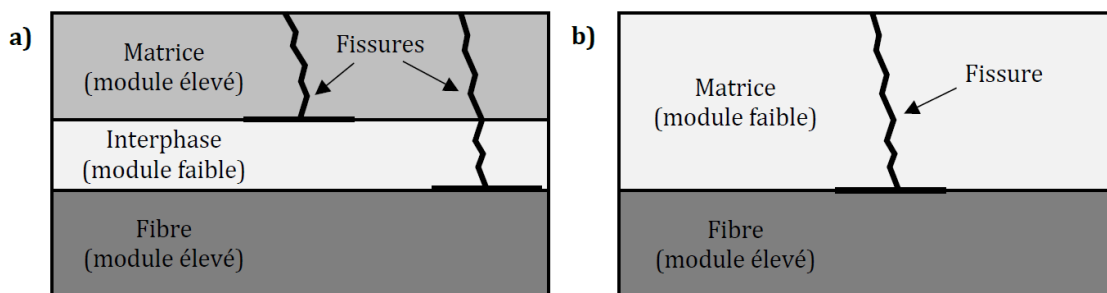 a)
Matrice
(module élevé)
Fissures
Interphase
(module faible)
Fibre
(module élevé)
b)
Matrice
(module faible)
Fissure
Fibre
(module élevé)